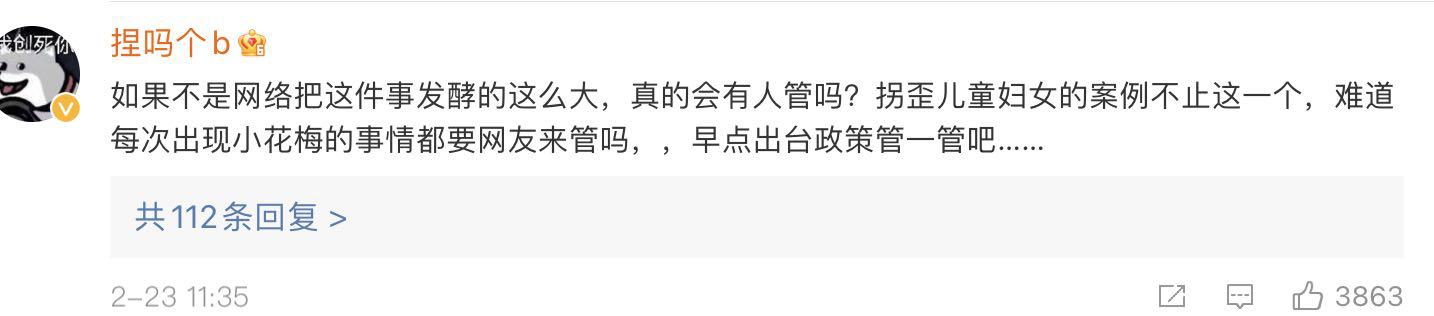 我创死你
捏吗个b
如果不是网络把这件事发酵的这么大，真的会有人管吗？拐歪儿童妇女的案例不止这一个，难道
每次出现小花梅的事情都要网友来管吗，，早点出台政策管一管吧……
共112条回复 >
2-23 11:35
3863